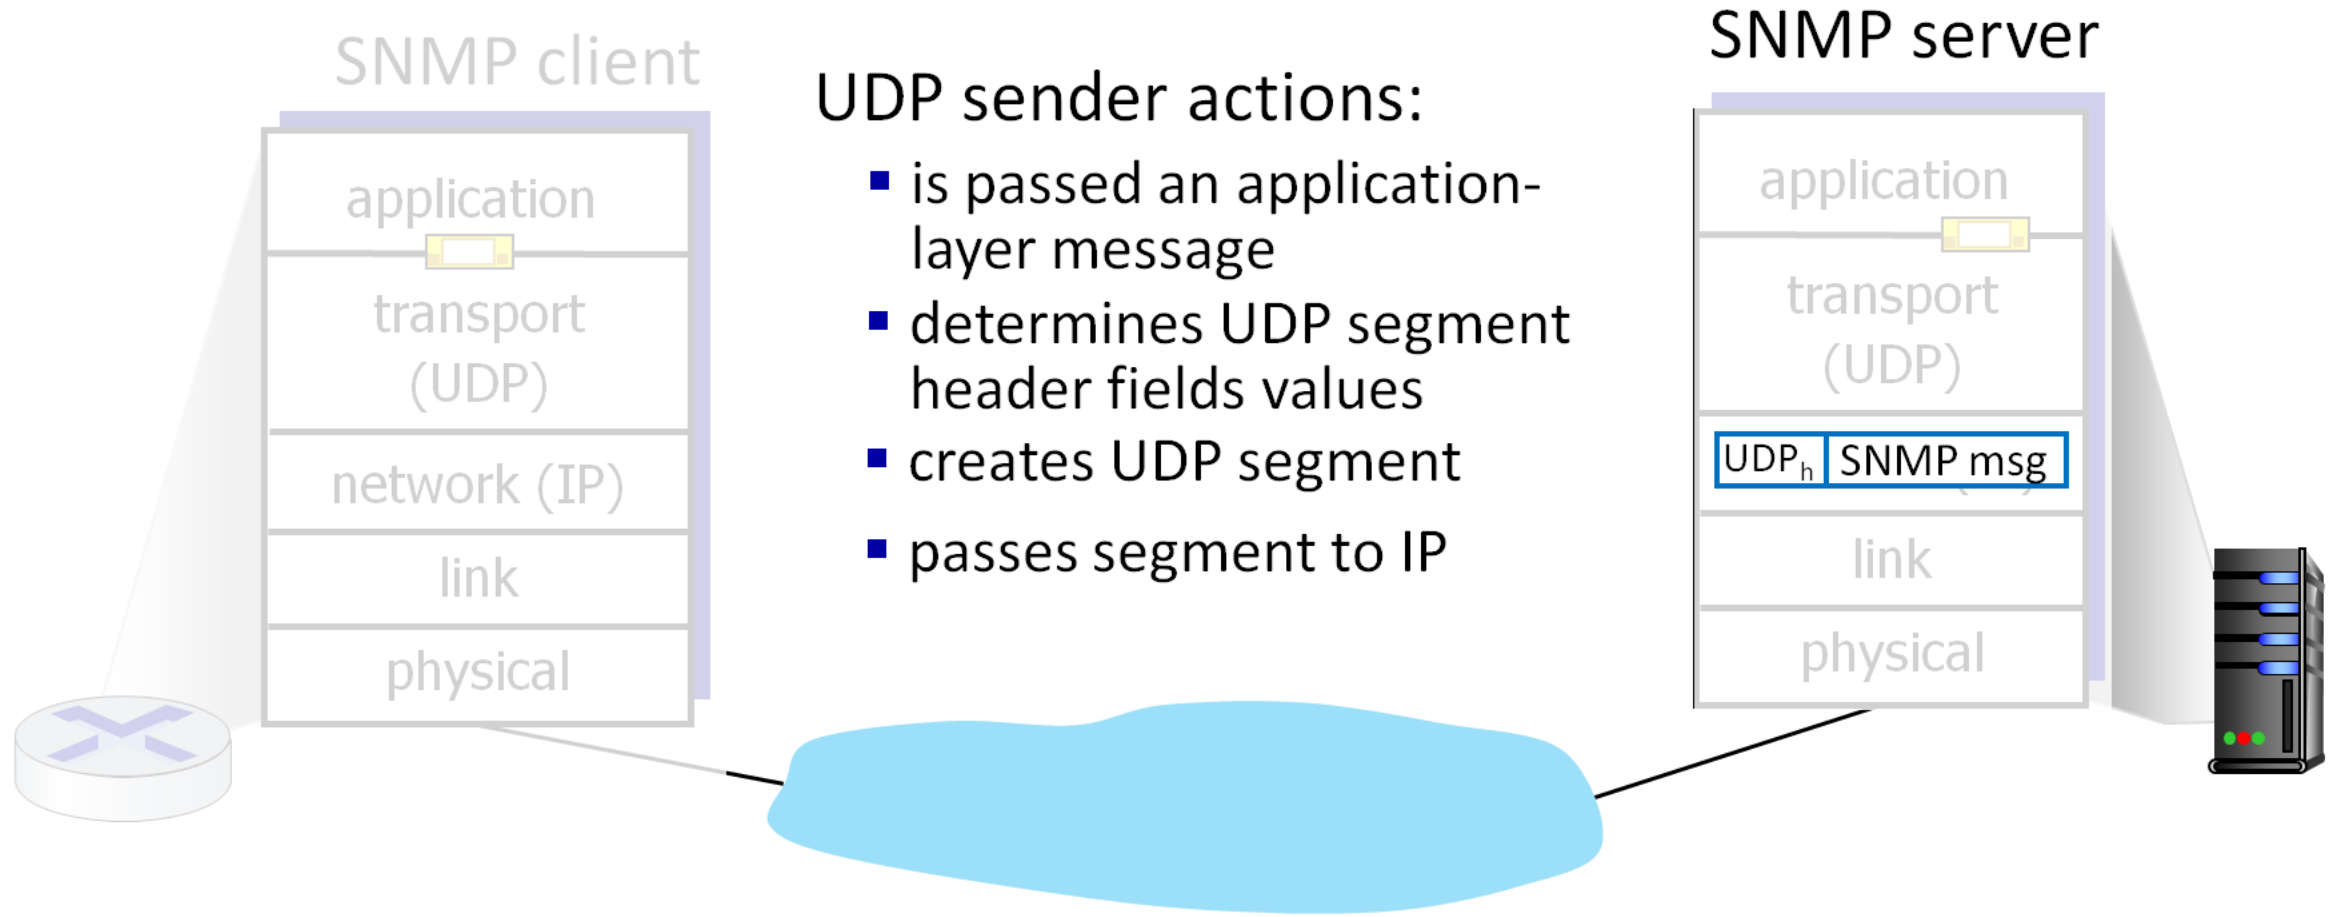 SNMP client
application
transport
(UDP)
network (IP)
link
physical
UDP sender actions:
is passed an application-
layer message
determines UDP segment
header fields values
creates UDP segment
passes segment to IP
SNMP server
application
transport
(UDP)
UDPh SNMP msg
link
physical